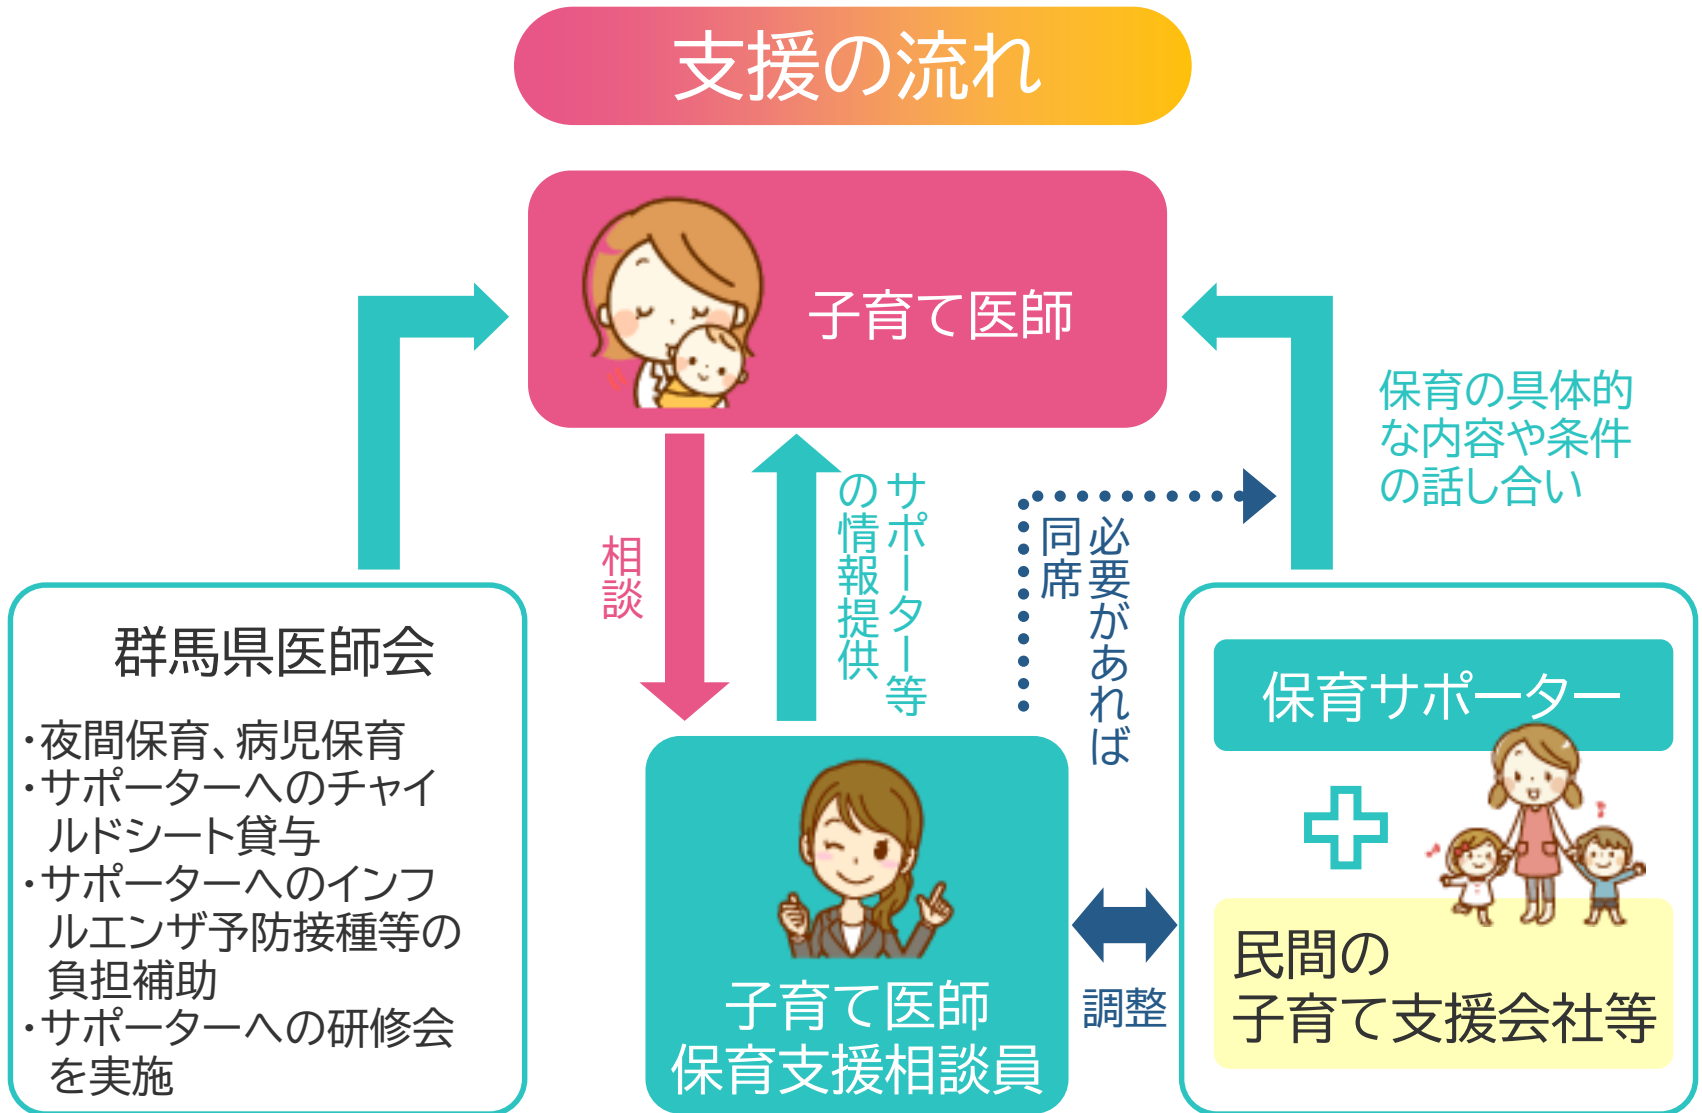 支援の流れ
子育て医師
保育の具体的
な内容や条件
の話し合い
相談
サポーター等
の情報提供
必要があれば
同席
群馬県医師会
・夜間保育、病児保育
・サポーターへのチャイ
ルドシート貸与
・サポーターへのインフ
ルエンザ予防接種等の
負担補助
・サポーターへの研修会
を実施
子育て医師
保育支援相談員
調整
保育サポーター
民間の
子育て支援会社等